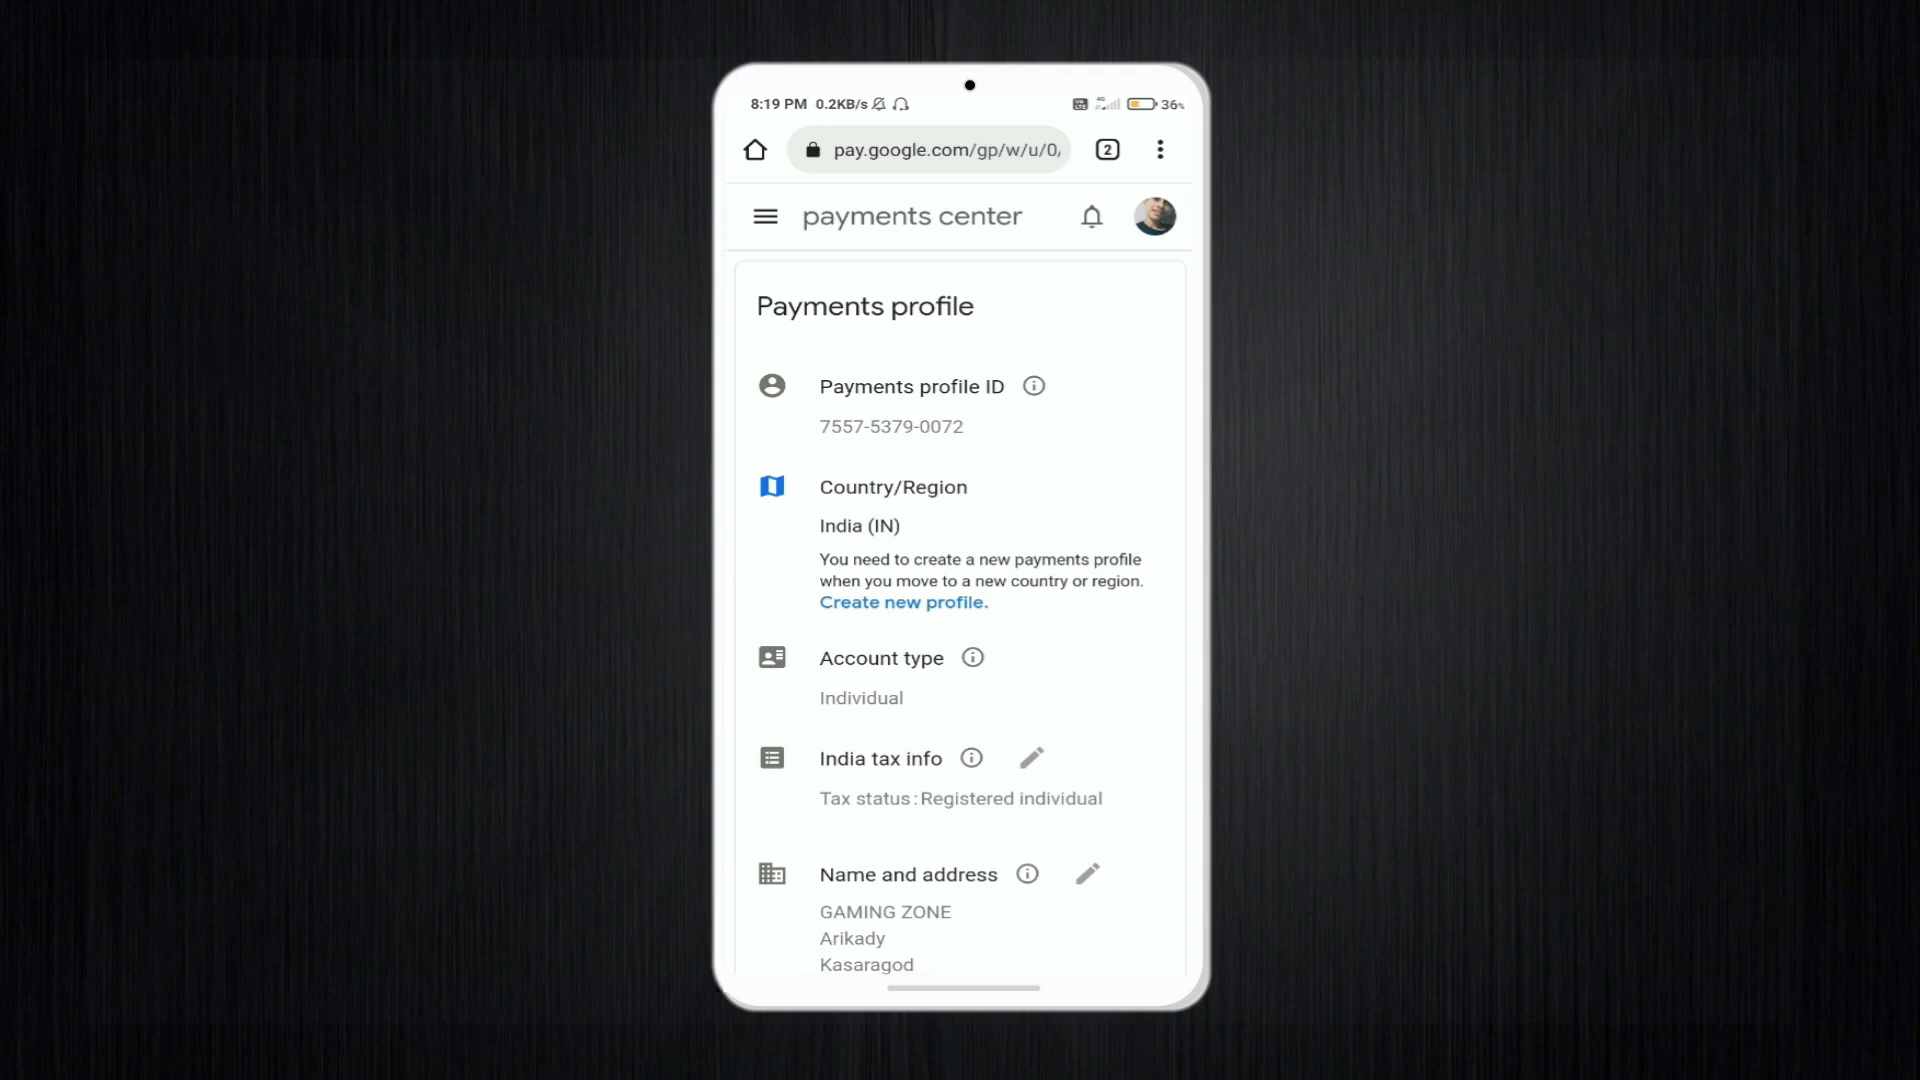 8:19 PM 0.2KB/s 4G 36%
pay.google.com/gp/w/u/0/ 2
payments center
Payments profile
Payments profile ID
7557-5379-0072
Country/Region
India (IN)
You need to create a new payments profile
when you move to a new country or region.
Create new profile.
Account type
Individual
India tax info
Tax status: Registered individual
Name and address
GAMING ZONE
Arikady
Kasaragod